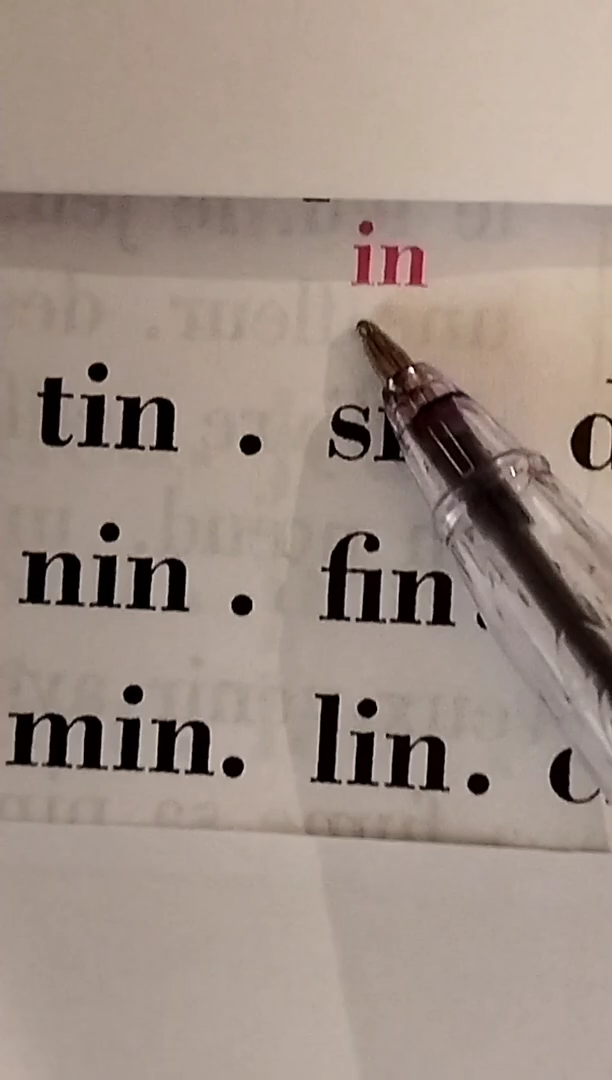 in
tin .
nin . fin.
min. lin.